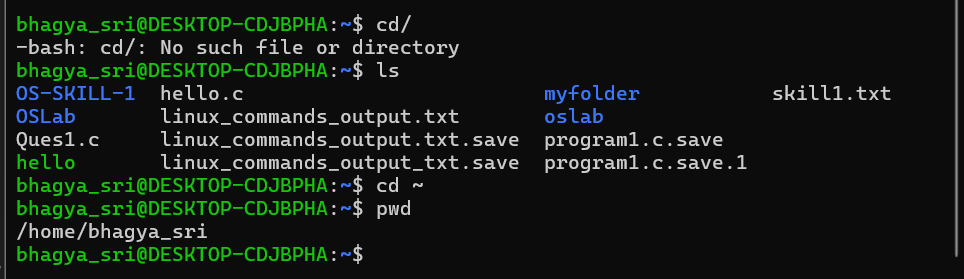 bhagya_sri@DESKTOP-CDJBPHA:~$ cd/
-bash: cd/: No such file or directory
bhagya_sri@DESKTOP-CDJBPHA:~$ ls
OS-SKILL-1  hello.c                         myfolder           skill1.txt
OSLab       linux_commands_output.txt       oslab
Ques1.c     linux_commands_output.txt.save  program1.c.save
hello       linux_commands_output_txt.save  program1.c.save.1
bhagya_sri@DESKTOP-CDJBPHA:~$ cd ~
bhagya_sri@DESKTOP-CDJBPHA:~$ pwd
/home/bhagya_sri
bhagya_sri@DESKTOP-CDJBPHA:~$